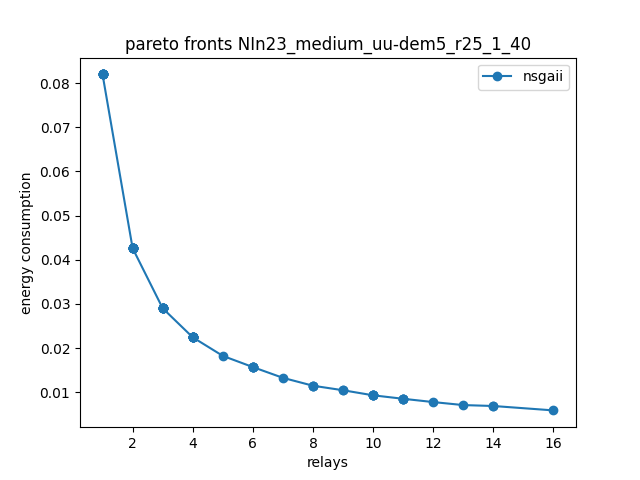 pareto fronts NIn23_medium_uu-dem5_r25_1_40
nsgaii
energy consumption
0.08
0.07
0.06
0.05
0.04
0.03
0.02
0.01
2 4 6 8 10 12 14 16
relays